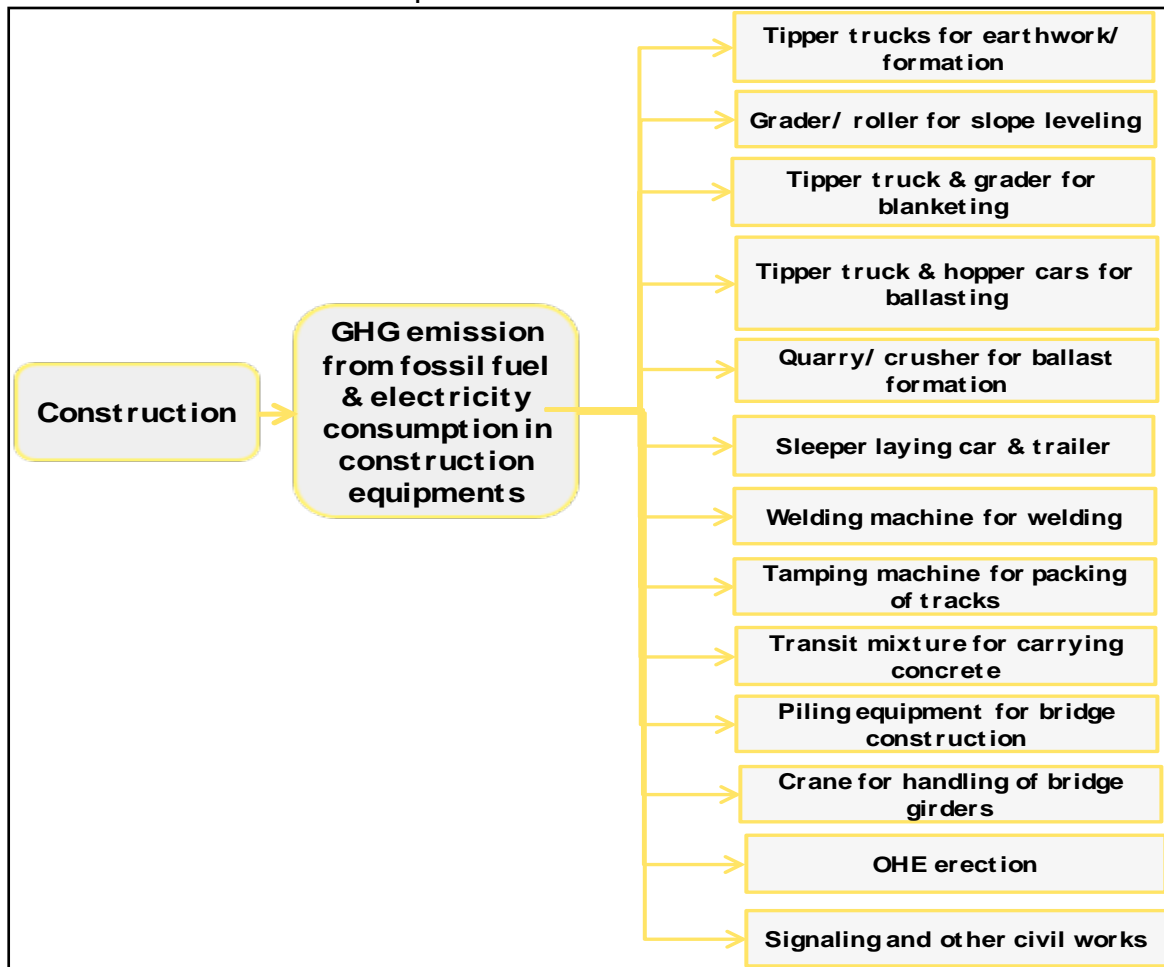 Construction
GHG emission
from fossil fuel
& electricity
consumption in
construction
equipments
Tipper trucks for earthwork/
formation
Grader/ roller for slope leveling
Tipper truck & grader for
blanketing
Tipper truck & hopper cars for
ballasting
Quarry/ crusher for ballast
formation
Sleeper laying car & trailer
Welding machine for welding
Tamping machine for packing
of tracks
Transit mixture for carrying
concrete
Piling equipment for bridge
construction
Crane for handling of bridge
girders
OHE erection
Signaling and other civil works